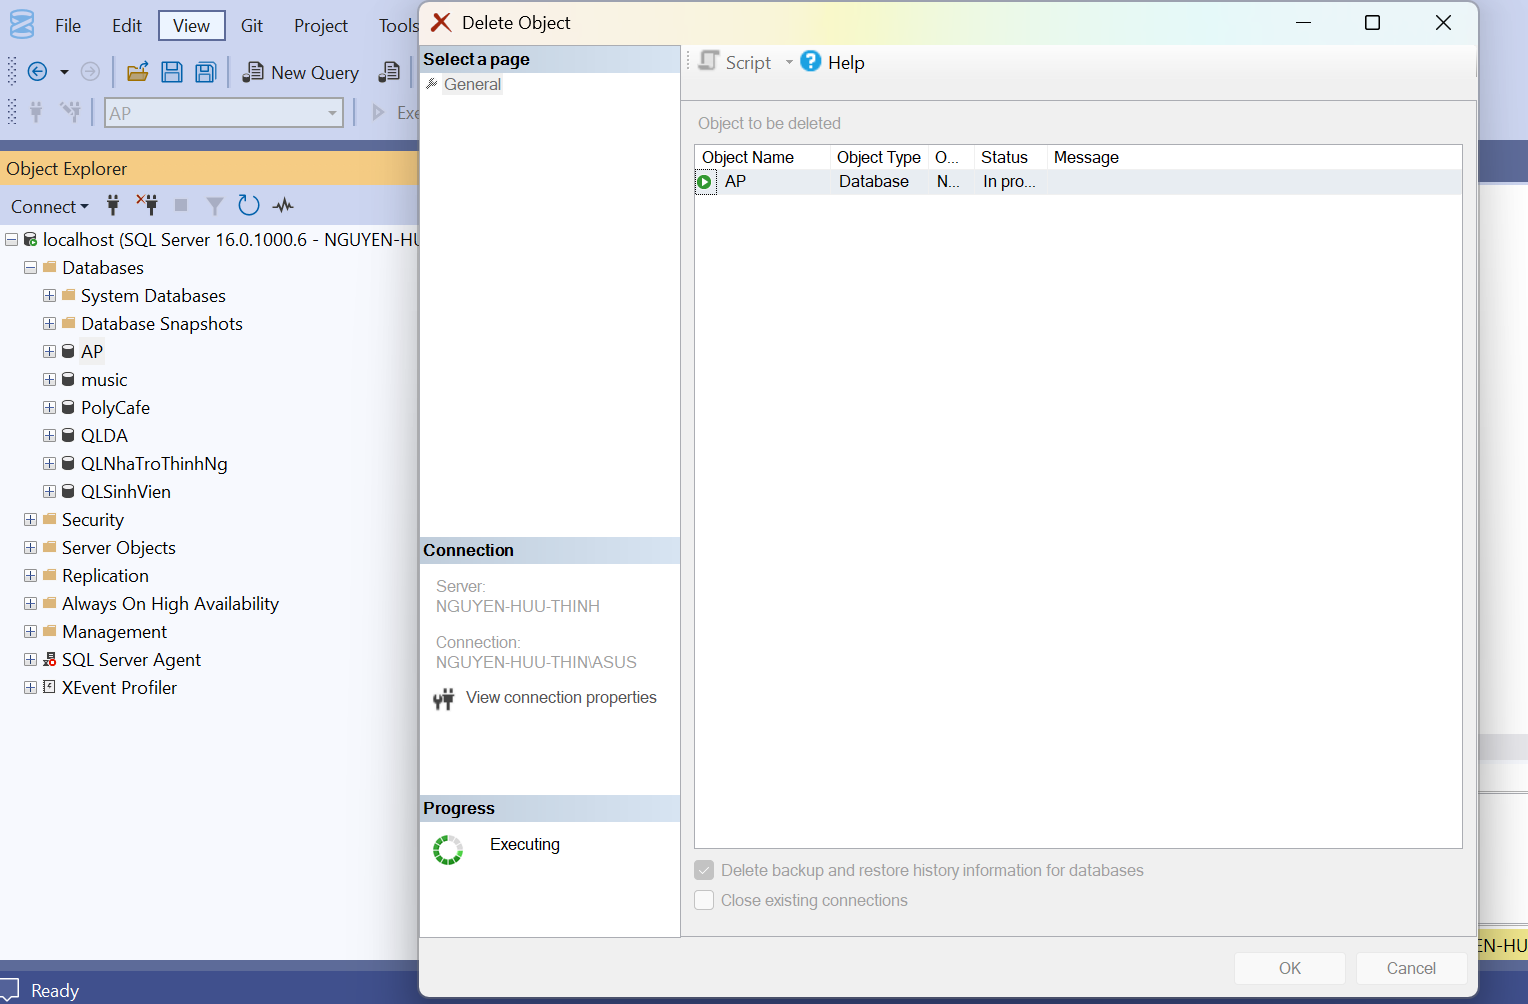 File Edit View Git Project Tools
New Query
AP
Object Explorer
Connect
localhost (SQL Server 16.0.1000.6 - NGUYEN-HU
Databases
System Databases
Database Snapshots
AP
music
PolyCafe
QLDA
QLNhaTroThinhNg
QLSinhVien
Security
Server Objects
Replication
Always On High Availability
Management
SQL Server Agent
XEvent Profiler
Ready
Delete Object
Select a page
General
Connection
Server:
NGUYEN-HUU-THINH
Connection:
NGUYEN-HUU-THIN\ASUS
View connection properties
Progress
Executing
Script Help
Object to be deleted
Object Name Object Type O... Status Message
AP Database N... In pro...
Delete backup and restore history information for databases
Close existing connections
OK Cancel
EN-HU